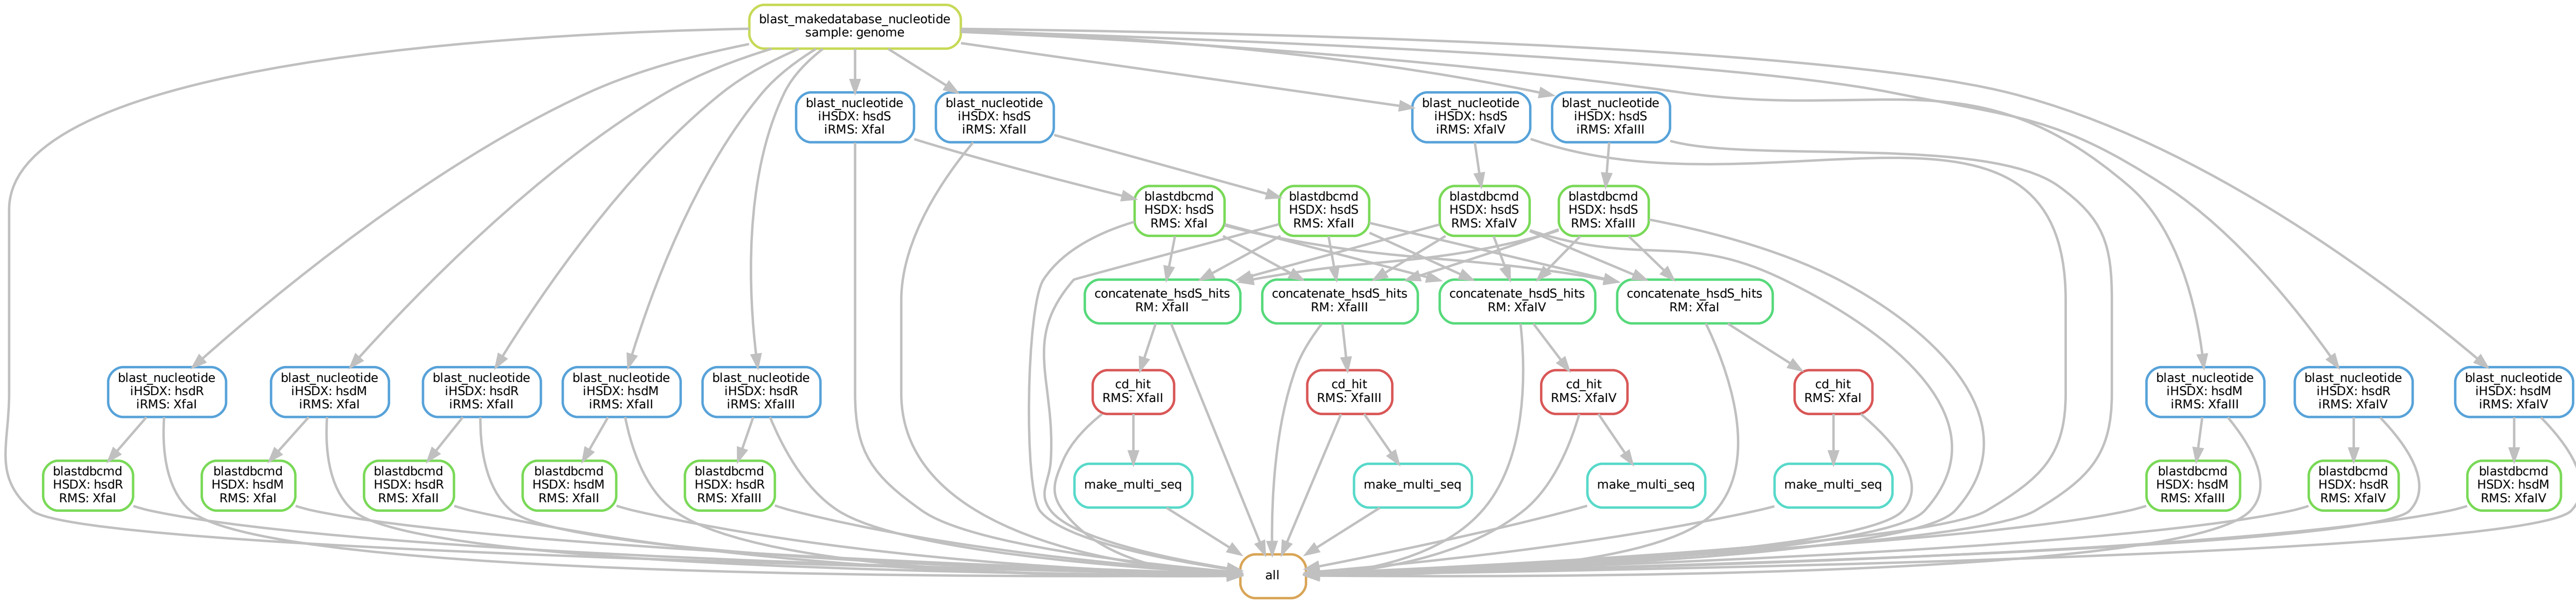 blast_makedatabase_nucleotide
sample: genome
blast_nucleotide
iHSDX: hsdS
iRMS: XfaI
blast_nucleotide
iHSDX: hsdS
iRMS: XfaII
blast_nucleotide
iHSDX: hsdS
iRMS: XfaIV
blast_nucleotide
iHSDX: hsdS
iRMS: XfaIII
blastdbcmd
HSDX: hsdS
RMS: XfaI
blastdbcmd
HSDX: hsdS
RMS: XfaII
blastdbcmd
HSDX: hsdS
RMS: XfaIV
blastdbcmd
HSDX: hsdS
RMS: XfaIII
concatenate_hsdS_hits
RM: XfaII
concatenate_hsdS_hits
RM: XfaIII
concatenate_hsdS_hits
RM: XfaIV
concatenate_hsdS_hits
RM: XfaI
blast_nucleotide
iHSDX: hsdR
iRMS: XfaI
blast_nucleotide
iHSDX: hsdM
iRMS: XfaI
blast_nucleotide
iHSDX: hsdR
iRMS: XfaII
blast_nucleotide
iHSDX: hsdM
iRMS: XfaII
blast_nucleotide
iHSDX: hsdR
iRMS: XfaIII
cd_hit
RMS: XfaII
cd_hit
RMS: XfaIII
cd_hit
RMS: XfaIV
cd_hit
RMS: XfaI
blast_nucleotide
iHSDX: hsdM
iRMS: XfaIII
blast_nucleotide
iHSDX: hsdR
iRMS: XfaIV
blast_nucleotide
iHSDX: hsdM
iRMS: XfaIV
blastdbcmd
HSDX: hsdR
RMS: XfaI
blastdbcmd
HSDX: hsdM
RMS: XfaI
blastdbcmd
HSDX: hsdR
RMS: XfaII
blastdbcmd
HSDX: hsdM
RMS: XfaII
blastdbcmd
HSDX: hsdR
RMS: XfaIII
make_multi_seq
make_multi_seq
make_multi_seq
make_multi_seq
blastdbcmd
HSDX: hsdM
RMS: XfaIII
blastdbcmd
HSDX: hsdR
RMS: XfaIV
blastdbcmd
HSDX: hsdM
RMS: XfaIV
all